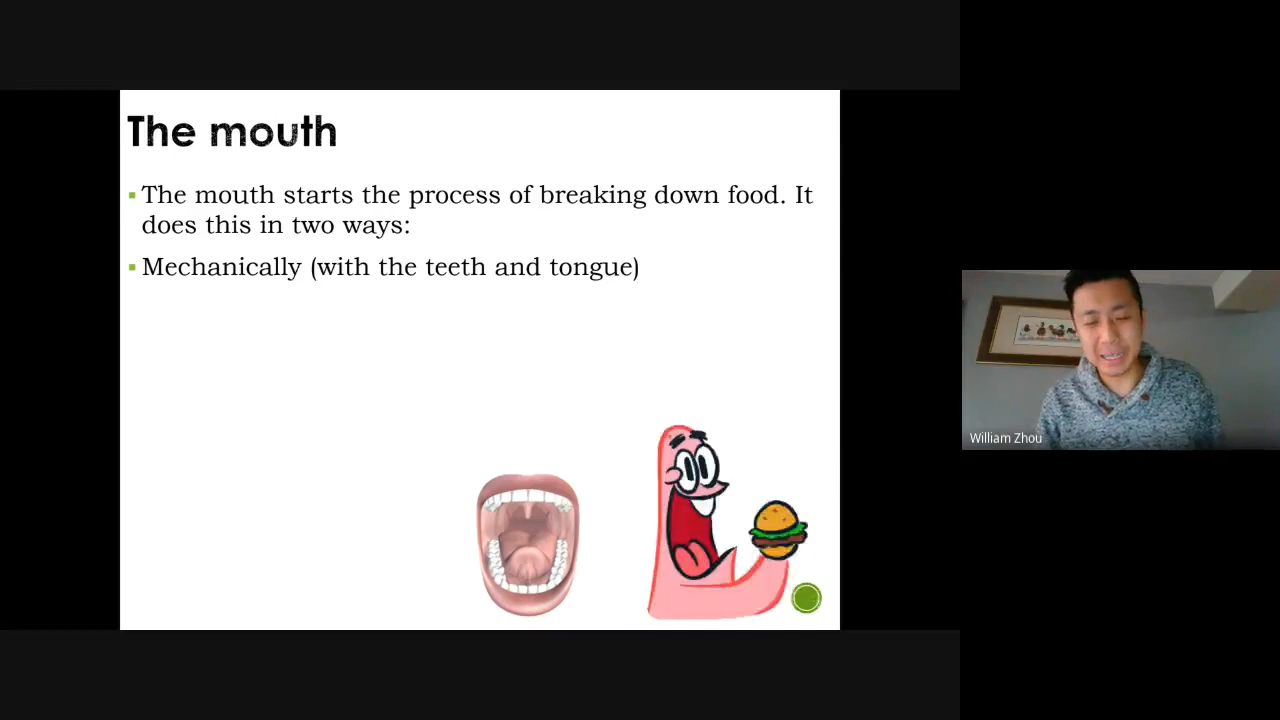 The mouth
The mouth starts the process of breaking down food. It
does this in two ways:
Mechanically (with the teeth and tongue)
William Zhou